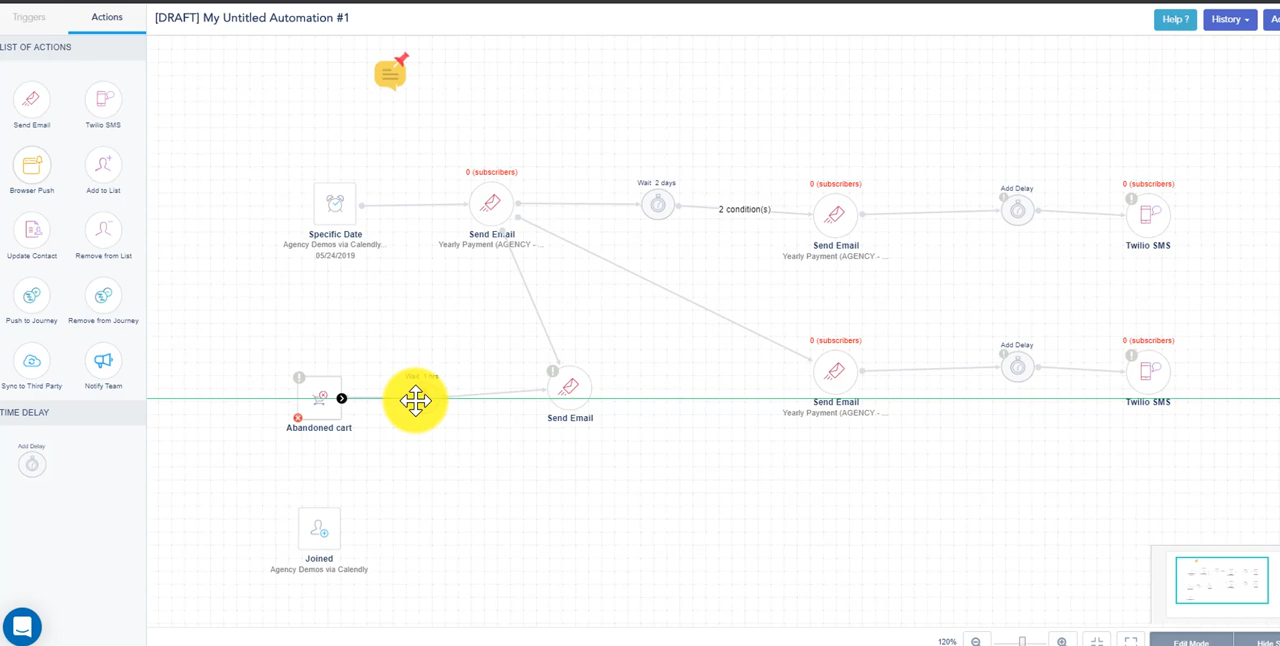 Triggers
Actions
[DRAFT] My Untitled Automation #1
Help ?
History
LIST OF ACTIONS
Send Email
Twilio SMS
Browser Push
Add to List
Update Contact
Remove from List
Push to Journey
Remove from Journey
Sync to Third Party
Notify Team
TIME DELAY
Add Delay
Specific Date
Agency Demos via Calendly...
05/24/2019
0 (subscribers)
Send Email
Yearly Payment (AGENCY - ...
Wait 2 days
2 condition(s)
0 (subscribers)
Send Email
Yearly Payment (AGENCY - ...
Add Delay
0 (subscribers)
Twilio SMS
Abandoned cart
Wait 1 hrs
Send Email
0 (subscribers)
Send Email
Yearly Payment (AGENCY - ...
Add Delay
0 (subscribers)
Twilio SMS
Joined
Agency Demos via Calendly
120%
Edit Mode